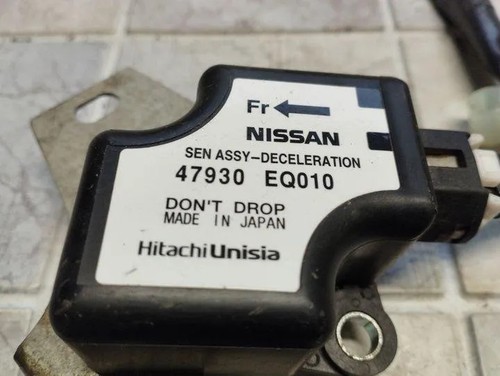 Fr ←
NISSAN
SEN ASSY-DECELERATION
47930 EQ010
DON'T DROP
MADE IN JAPAN
HitachiUnisia